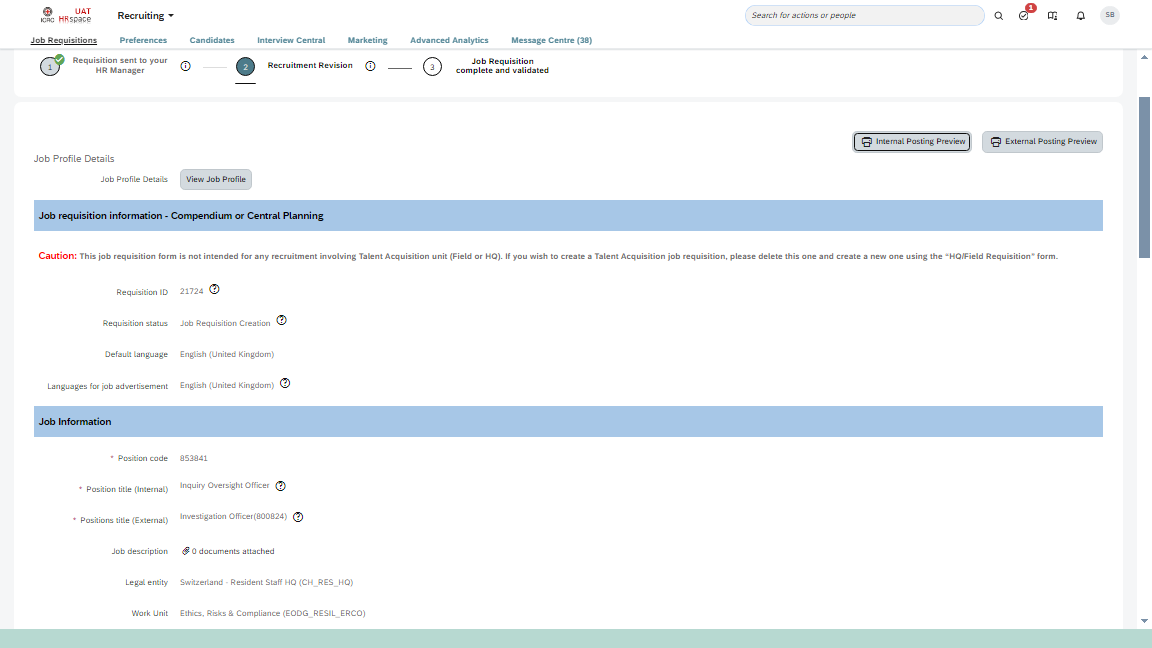 ICRC UAT HRspace Recruiting Search for actions or people 1 SB
Job Requisitions Preferences Candidates Interview Central Marketing Advanced Analytics Message Centre (38)
1 Requisition sent to your HR Manager 2 Recruitment Revision 3 Job Requisition complete and validated
Internal Posting Preview External Posting Preview
Job Profile Details
Job Profile Details View Job Profile
Job requisition information - Compendium or Central Planning
Caution: This job requisition form is not intended for any recruitment involving Talent Acquisition unit (Field or HQ). If you wish to create a Talent Acquisition job requisition, please delete this one and create a new one using the “HQ/Field Requisition” form.
Requisition ID 21724
Requisition status Job Requisition Creation
Default language English (United Kingdom)
Languages for job advertisement English (United Kingdom)
Job Information
* Position code 853841
* Position title (Internal) Inquiry Oversight Officer
* Positions title (External) Investigation Officer(800824)
Job description 0 documents attached
Legal entity Switzerland - Resident Staff HQ (CH_RES_HQ)
Work Unit Ethics, Risks & Compliance (EODG_RESIL_ERCO)